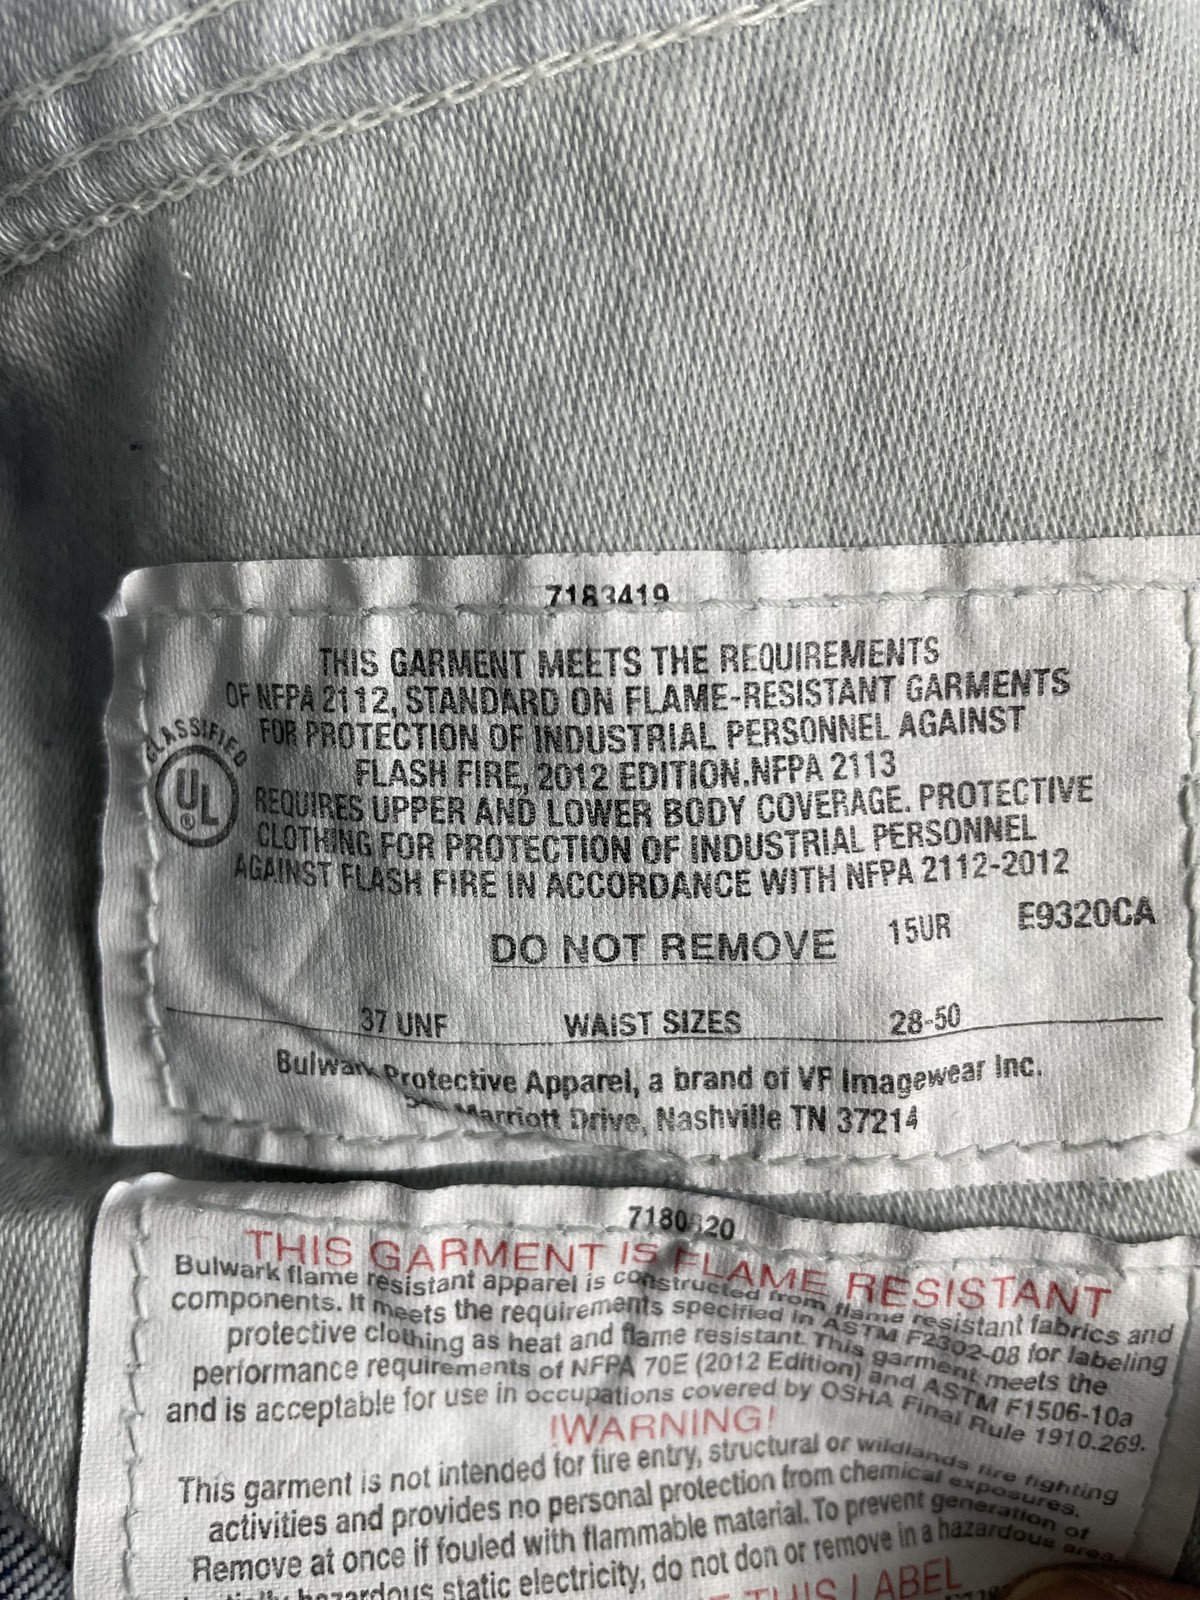 7183419
THIS GARMENT MEETS THE REQUIREMENTS
OF NFPA 2112, STANDARD ON FLAME-RESISTANT GARMENTS
FOR PROTECTION OF INDUSTRIAL PERSONNEL AGAINST
FLASH FIRE, 2012 EDITION.NFPA 2113
REQUIRES UPPER AND LOWER BODY COVERAGE. PROTECTIVE
CLOTHING FOR PROTECTION OF INDUSTRIAL PERSONNEL
AGAINST FLASH FIRE IN ACCORDANCE WITH NFPA 2112-2012
CLASSIFIED
UL
®
DO NOT REMOVE 15UR E9320CA
37 UNF WAIST SIZES 28-50
Bulwark Protective Apparel, a brand of VF Imagewear Inc.
Marriott Drive, Nashville TN 37214
THIS GARMENT IS FLAME RESISTANT
Bulwark flame resistant apparel is constructed from flame resistant fabrics and
components. It meets the requirements specified in ASTM F2302-08 for labeling
protective clothing as heat and flame resistant. This garment meets the
performance requirements of NFPA 70E (2012 Edition) and ASTM F1506-10a
and is acceptable for use in occupations covered by OSHA Final Rule 1910.269.
!WARNING!
This garment is not intended for fire entry, structural or wildlands fire fighting
activities and provides no personal protection from chemical exposures.
Remove at once if fouled with flammable material. To prevent generation of
hazardous static electricity, do not don or remove in a hazardous area.
THIS LABEL